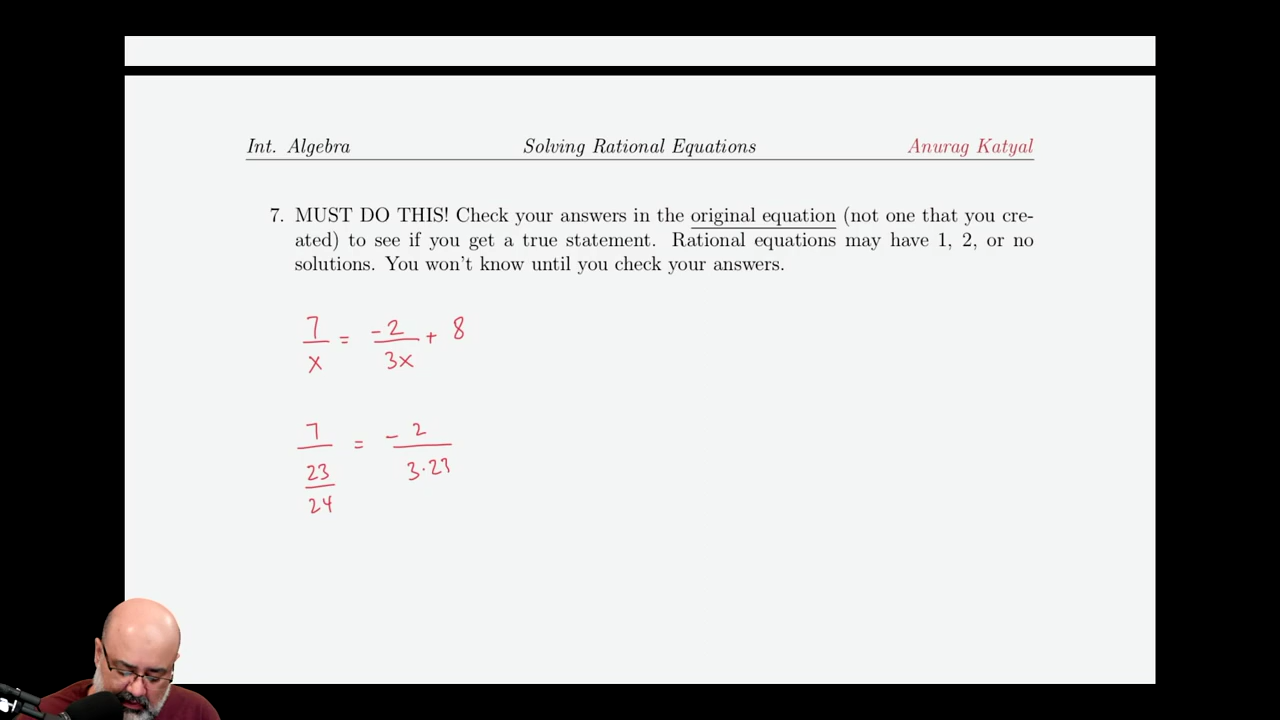 Int. Algebra Solving Rational Equations Anurag Katyal
7. MUST DO THIS! Check your answers in the original equation (not one that you cre-
ated) to see if you get a true statement. Rational equations may have 1, 2, or no
solutions. You won't know until you check your answers.
7/x = -2/3x + 8
7/(23/24) = - 2/3·23